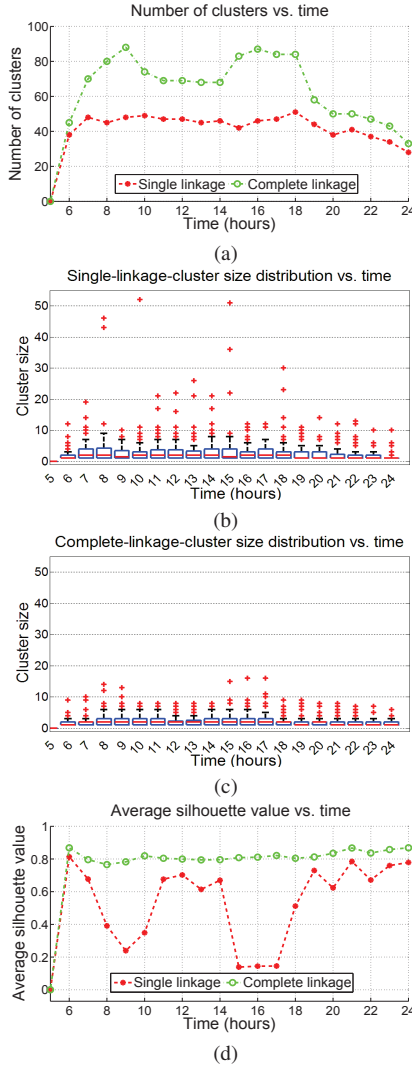 Number of clusters vs. time
Number of clusters
100
80
60
40
20
0
Single linkage
Complete linkage
6 8 10 12 14 16 18 20 22 24
Time (hours)
(a)
Single-linkage-cluster size distribution vs. time
Cluster size
50
40
30
20
10
0
5 6 7 8 9 10 11 12 13 14 15 16 17 18 19 20 21 22 23 24
Time (hours)
(b)
Complete-linkage-cluster size distribution vs. time
Cluster size
50
40
30
20
10
0
5 6 7 8 9 10 11 12 13 14 15 16 17 18 19 20 21 22 23 24
Time (hours)
(c)
Average silhouette value vs. time
Average silhouette value
1
0.8
0.6
0.4
0.2
0
Single linkage
Complete linkage
6 8 10 12 14 16 18 20 22 24
Time (hours)
(d)